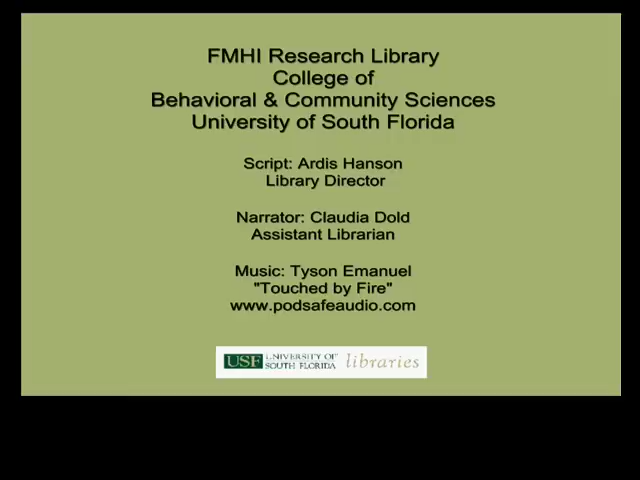 FMHI Research Library
College of
Behavioral & Community Sciences
University of South Florida
Script: Ardis Hanson
Library Director
Narrator: Claudia Dold
Assistant Librarian
Music: Tyson Emanuel
"Touched by Fire"
www.podsafeaudio.com
USF UNIVERSITY OF SOUTH FLORIDA libraries